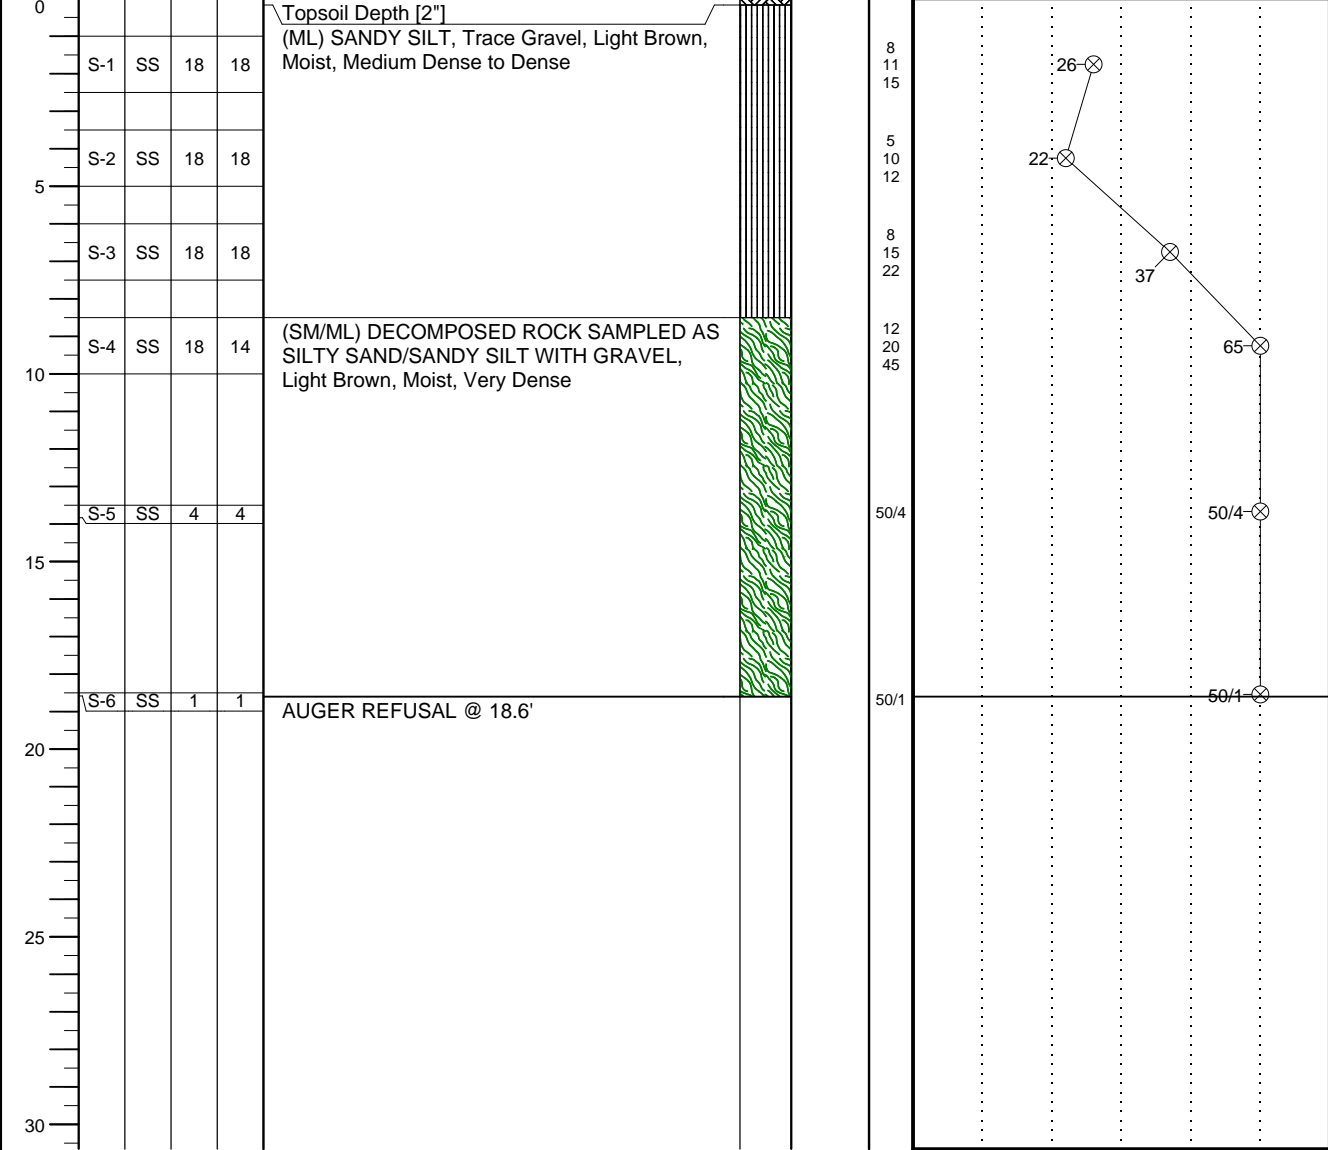 0
Topsoil Depth [2"]
(ML) SANDY SILT, Trace Gravel, Light Brown,
Moist, Medium Dense to Dense
S-1 SS 18 18
8
11
15
26
S-2 SS 18 18
5
10
12
22
5
S-3 SS 18 18
8
15
22
37
(SM/ML) DECOMPOSED ROCK SAMPLED AS
SILTY SAND/SANDY SILT WITH GRAVEL,
Light Brown, Moist, Very Dense
S-4 SS 18 14
12
20
45
65
10
S-5 SS 4 4
50/4
50/4
15
S-6 SS 1 1
50/1
50/1
AUGER REFUSAL @ 18.6'
20
25
30